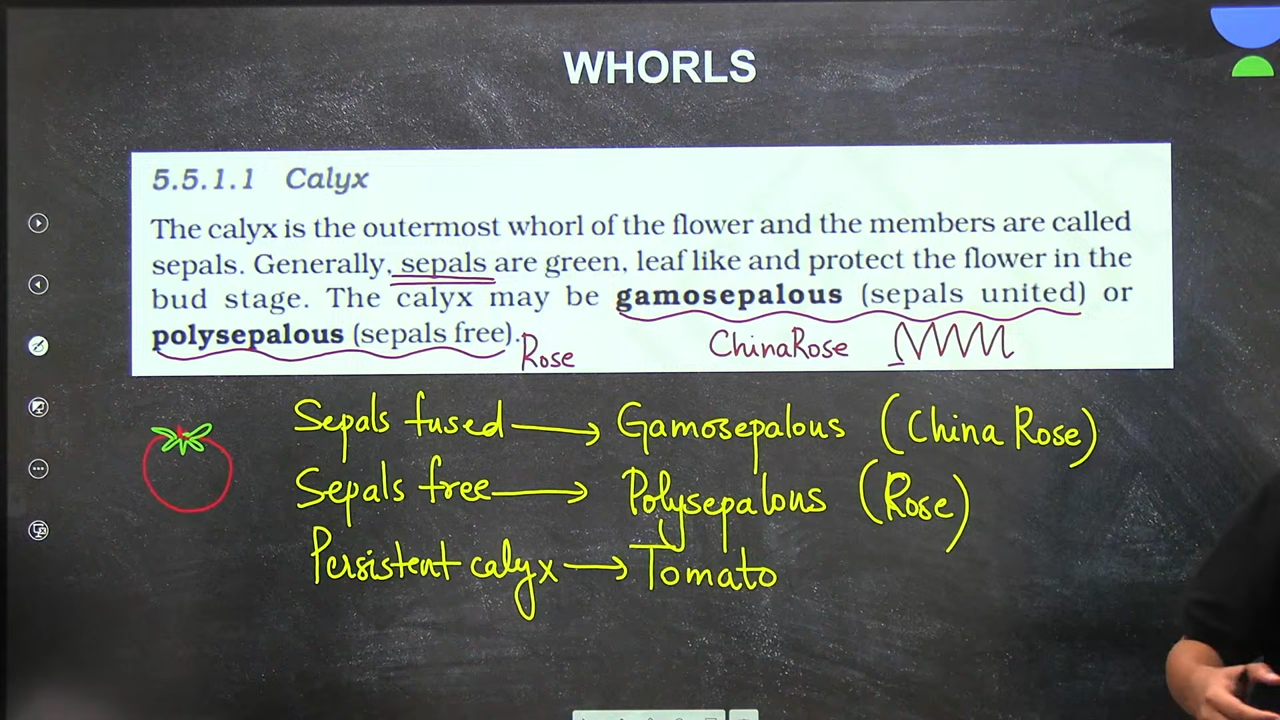 WHORLS
5.5.1.1 Calyx
The calyx is the outermost whorl of the flower and the members are called
sepals. Generally, sepals are green, leaf like and protect the flower in the
bud stage. The calyx may be gamosepalous (sepals united) or
polysepalous (sepals free).
Rose ChinaRose
Sepals fused → Gamosepalous (China Rose)
Sepals free → Polysepalous (Rose)
Persistent calyx → Tomato